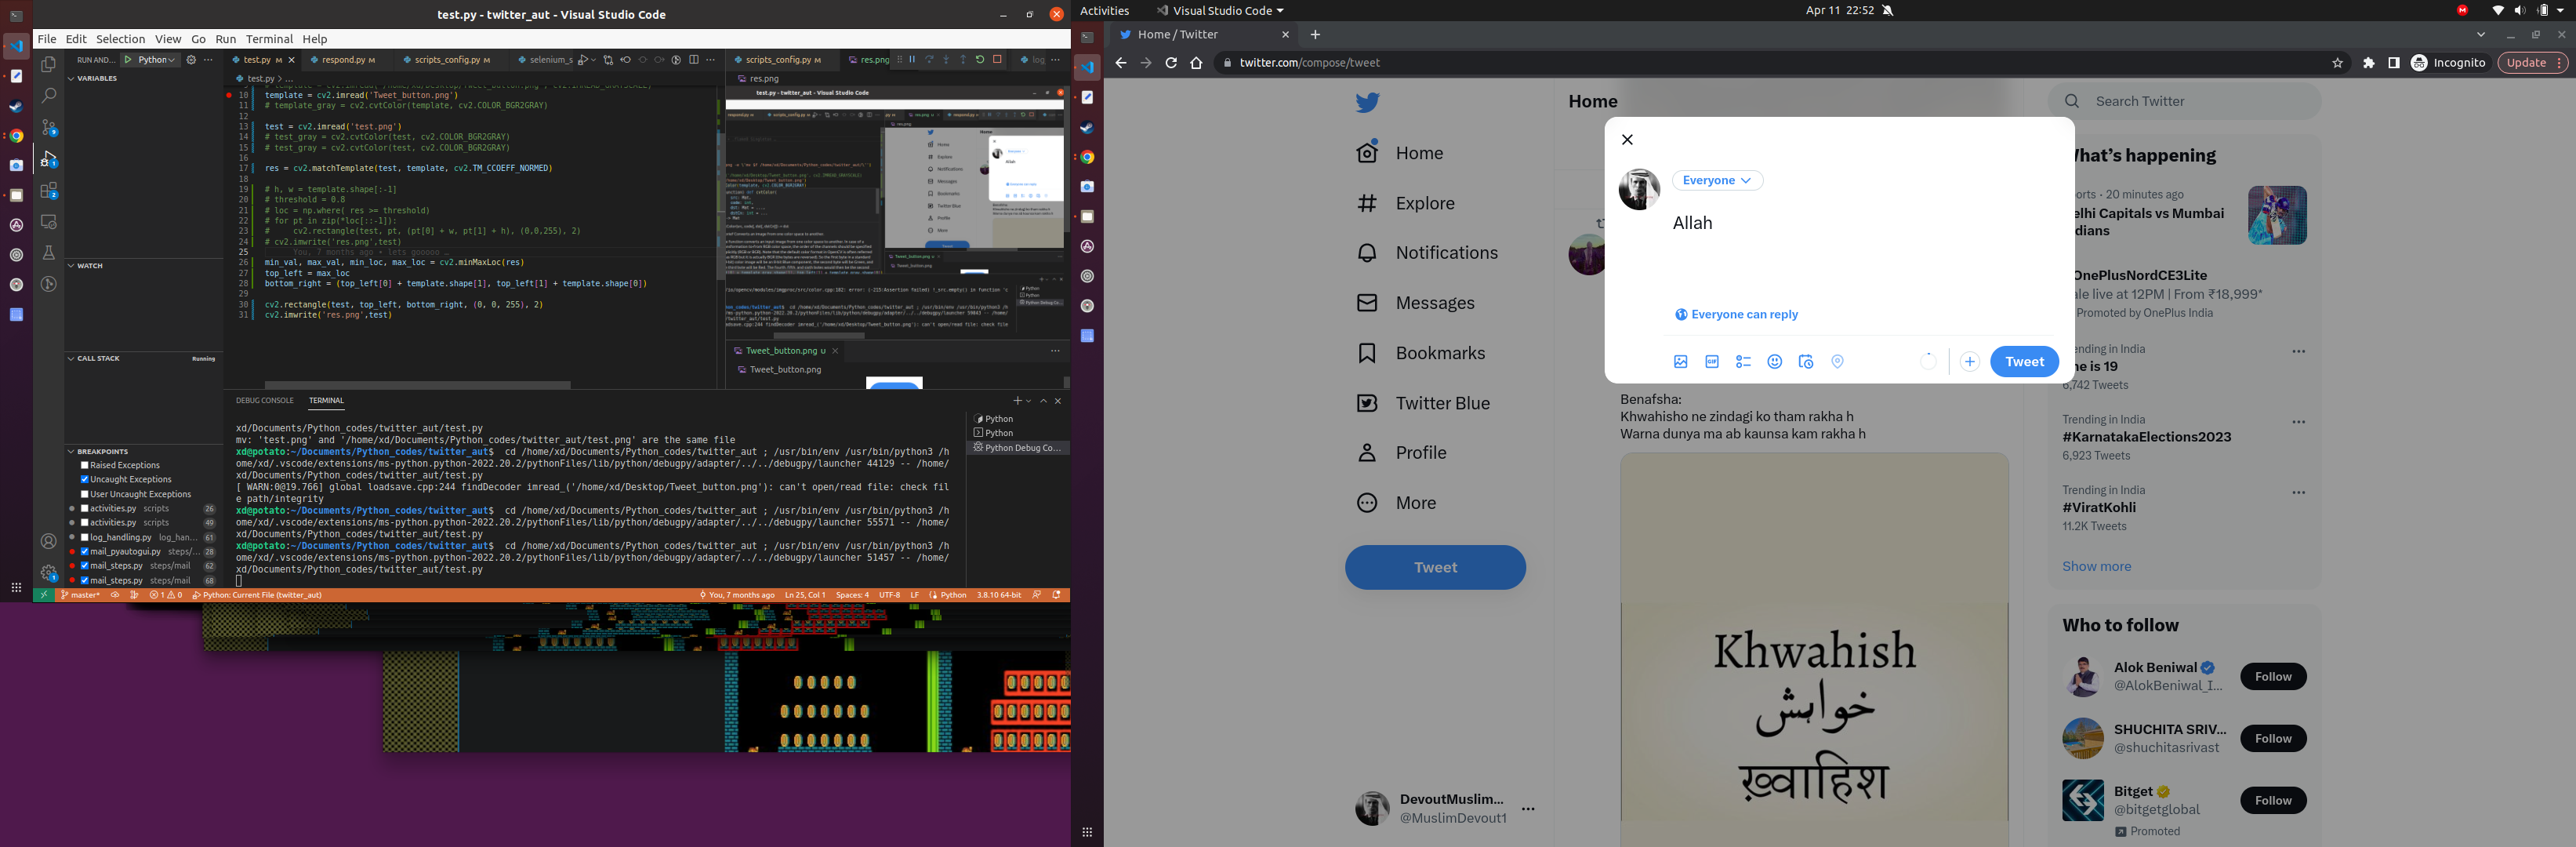 test.py - twitter_aut - Visual Studio Code
File Edit Selection View Go Run Terminal Help
RUN AND... Python
test.py M
respond.py M
scripts_config.py M
selenium_s
VARIABLES
test.py > ...
10 template = cv2.imread('Tweet_button.png')
11 # template_gray = cv2.cvtColor(template, cv2.COLOR_BGR2GRAY)
12
13 test = cv2.imread('test.png')
14 # test_gray = cv2.cvtColor(test, cv2.COLOR_BGR2GRAY)
15 # test_gray = cv2.cvtColor(test, cv2.COLOR_BGR2GRAY)
16
17 res = cv2.matchTemplate(test, template, cv2.TM_CCOEFF_NORMED)
18
19 # h, w = template.shape[:-1]
20 # threshold = 0.8
21 # loc = np.where( res >= threshold)
22 # for pt in zip(*loc[::-1]):
23 #     cv2.rectangle(test, pt, (pt[0] + w, pt[1] + h), (0,0,255), 2)
24 # cv2.imwrite('res.png',test)
25 You, 7 months ago • lets gooooo …
26 min_val, max_val, min_loc, max_loc = cv2.minMaxLoc(res)
27 top_left = max_loc
28 bottom_right = (top_left[0] + template.shape[1], top_left[1] + template.shape[0])
29
30 cv2.rectangle(test, top_left, bottom_right, (0, 0, 255), 2)
31 cv2.imwrite('res.png',test)
WATCH
CALL STACK Running
BREAKPOINTS
Raised Exceptions
Uncaught Exceptions
User Uncaught Exceptions
activities.py scripts 26
activities.py scripts 49
log_handling.py log_han... 61
mail_pyautogui.py steps/... 28
mail_steps.py steps/mail 62
mail_steps.py steps/mail 68
scripts_config.py M
res.png
log
res.png
test.py - twitter_aut - Visual Studio Code
Home
Explore
Notifications
Messages
Bookmarks
Twitter Blue
Profile
More
Tweet_button.png U
Tweet_button.png
DEBUG CONSOLE TERMINAL
xd/Documents/Python_codes/twitter_aut/test.py
mv: 'test.png' and '/home/xd/Documents/Python_codes/twitter_aut/test.png' are the same file
xd@potato:~/Documents/Python_codes/twitter_aut$ cd /home/xd/Documents/Python_codes/twitter_aut ; /usr/bin/env /usr/bin/python3 /h
ome/xd/.vscode/extensions/ms-python.python-2022.20.2/pythonFiles/lib/python/debugpy/adapter/../../debugpy/launcher 44129 -- /home/
xd/Documents/Python_codes/twitter_aut/test.py
[ WARN:0@19.766] global loadsave.cpp:244 findDecoder imread_('/home/xd/Desktop/Tweet_button.png'): can't open/read file: check fil
e path/integrity
xd@potato:~/Documents/Python_codes/twitter_aut$ cd /home/xd/Documents/Python_codes/twitter_aut ; /usr/bin/env /usr/bin/python3 /h
ome/xd/.vscode/extensions/ms-python.python-2022.20.2/pythonFiles/lib/python/debugpy/adapter/../../debugpy/launcher 55571 -- /home/
xd/Documents/Python_codes/twitter_aut/test.py
xd@potato:~/Documents/Python_codes/twitter_aut$ cd /home/xd/Documents/Python_codes/twitter_aut ; /usr/bin/env /usr/bin/python3 /h
ome/xd/.vscode/extensions/ms-python.python-2022.20.2/pythonFiles/lib/python/debugpy/adapter/../../debugpy/launcher 51457 -- /home/
xd/Documents/Python_codes/twitter_aut/test.py
Python
Python
Python Debug Co...
master* 1 0 Python: Current File (twitter_aut)
You, 7 months ago Ln 25, Col 1 Spaces: 4 UTF-8 LF Python 3.8.10 64-bit
Activities Visual Studio Code
Apr 11 22:52
Home / Twitter
twitter.com/compose/tweet
Incognito
Update
Home
Explore
Notifications
Messages
Bookmarks
Twitter Blue
Profile
More
Tweet
DevoutMuslim...
@MuslimDevout1
Home
Everyone
Allah
Everyone can reply
GIF
Tweet
Benafsha:
Khwahisho ne zindagi ko tham rakha h
Warna dunya ma ab kaunsa kam rakha h
Khwahish
خواہش
ख़्वाहिश
Search Twitter
What's happening
orts · 20 minutes ago
elhi Capitals vs Mumbai
dians
OnePlusNordCE3Lite
ale live at 12PM | From ₹18,999*
Promoted by OnePlus India
ending in India
ne is 19
6,742 Tweets
Trending in India
#KarnatakaElections2023
6,923 Tweets
Trending in India
#ViratKohli
11.2K Tweets
Show more
Who to follow
Alok Beniwal
@AlokBeniwal_I...
Follow
SHUCHITA SRIV...
@shuchitasrivast
Follow
Bitget
@bitgetglobal
Follow
Promoted